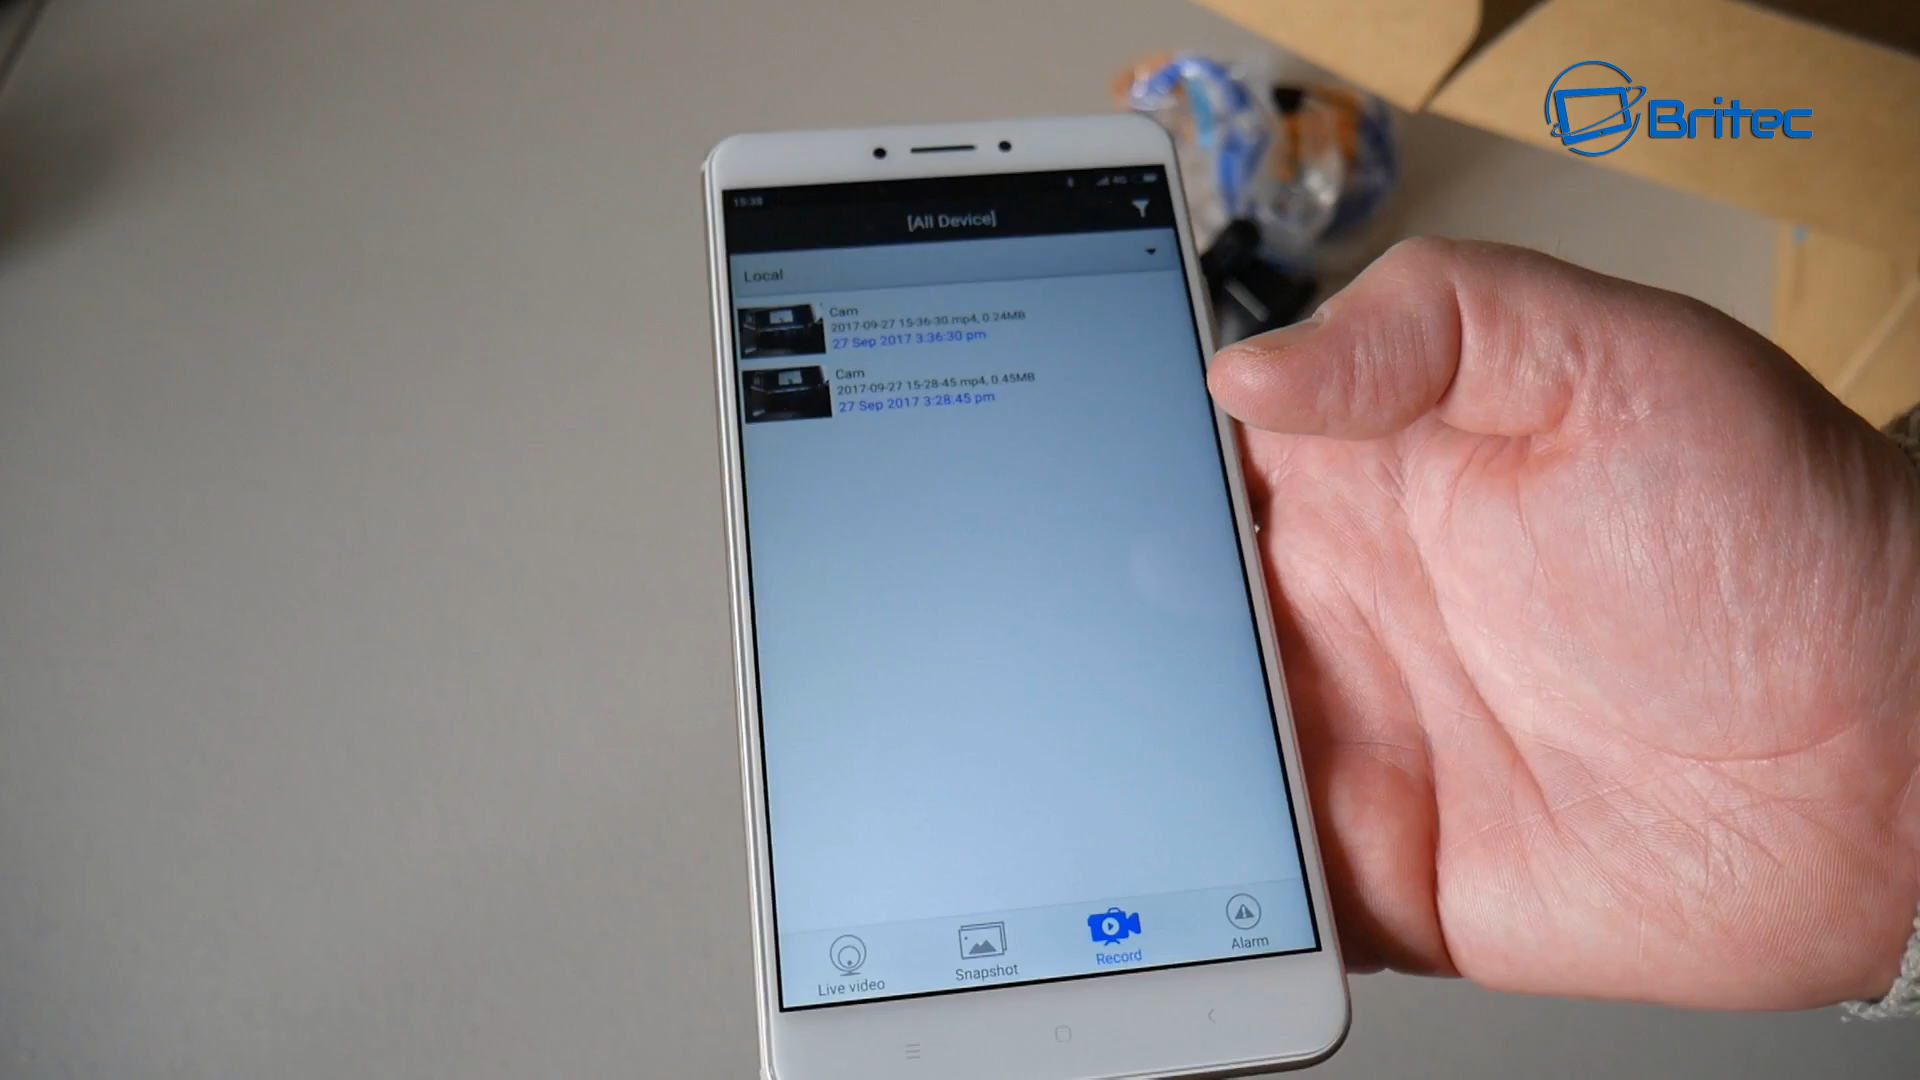 Britec
15:38
4G
[All Device]
Local
Cam
2017-09-27 15-36-30.mp4, 0.24MB
27 Sep 2017 3:36:30 pm
Cam
2017-09-27 15-28-45.mp4, 0.45MB
27 Sep 2017 3:28:45 pm
Live video
Snapshot
Record
Alarm